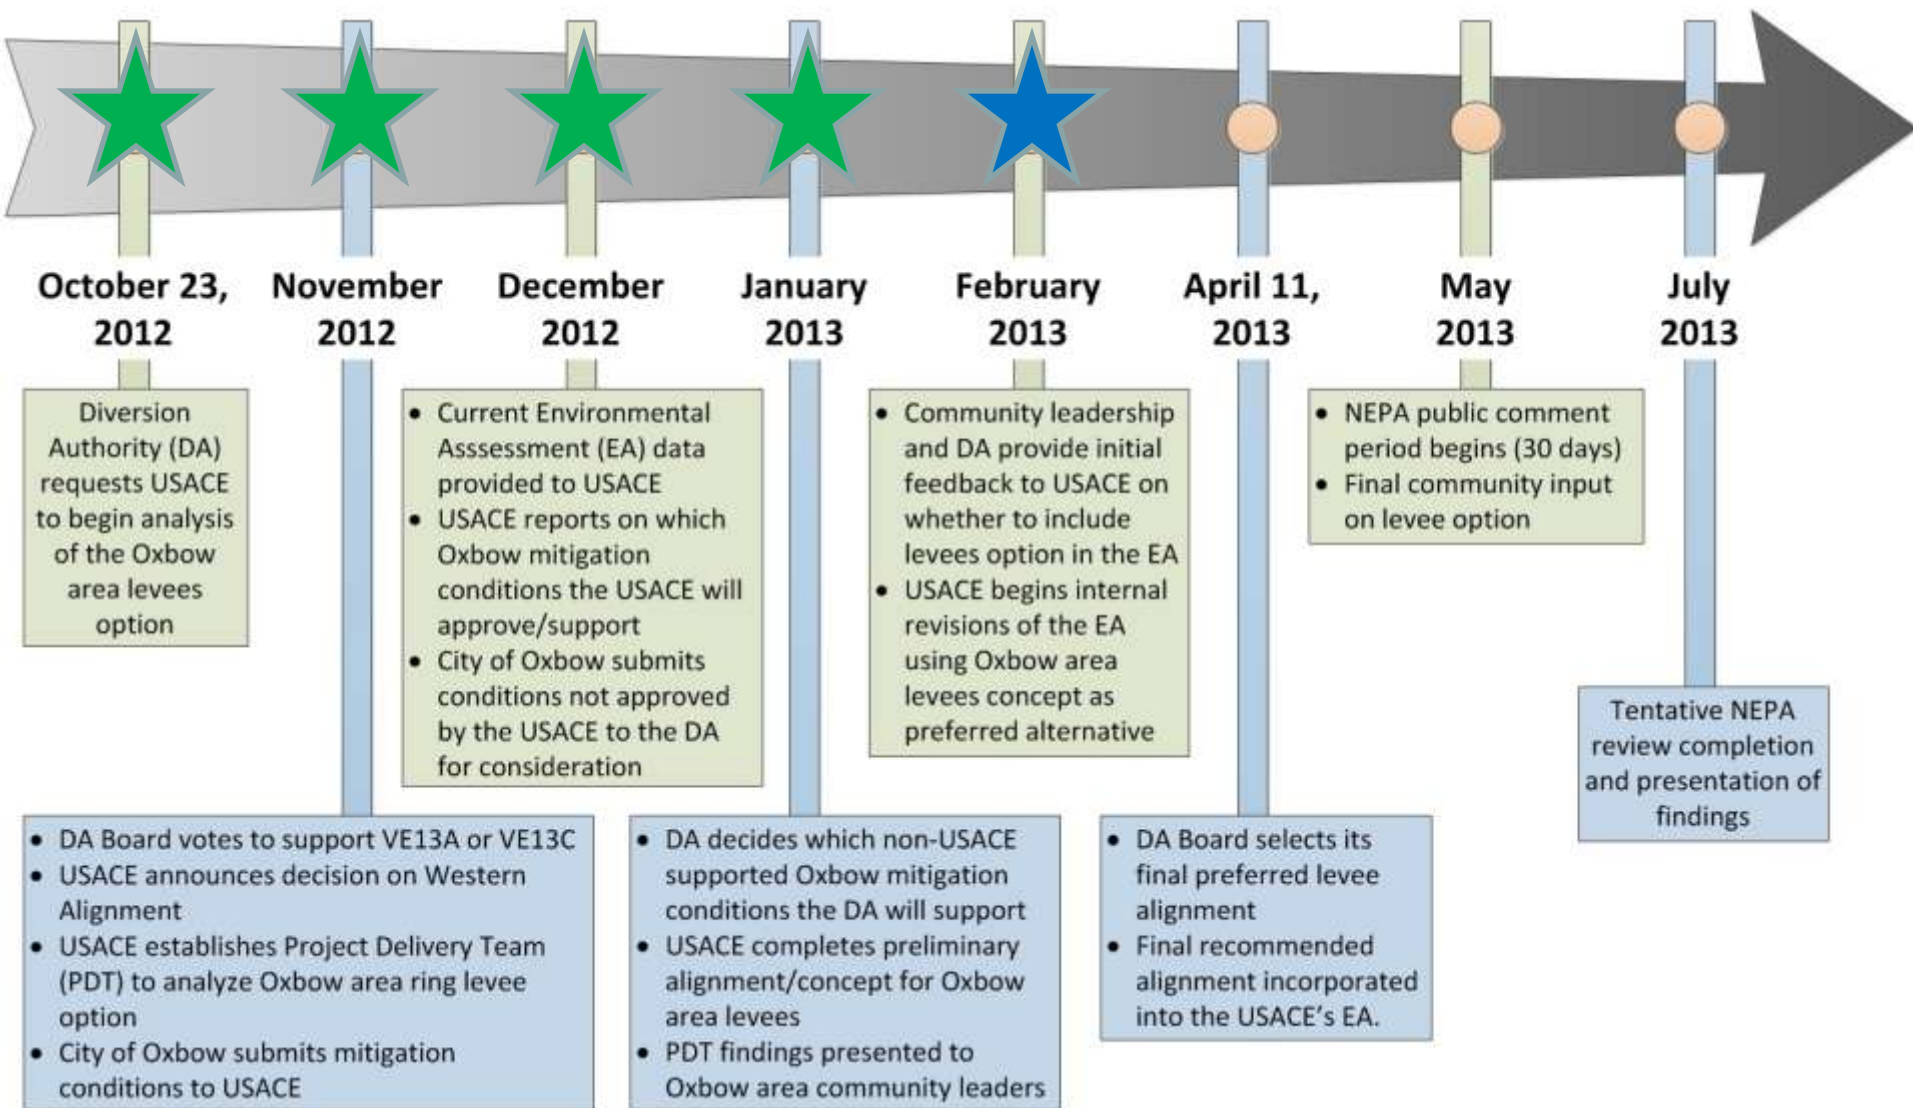 October 23,
2012
November
2012
December
2012
January
2013
February
2013
April 11,
2013
May
2013
July
2013
Diversion
Authority (DA)
requests USACE
to begin analysis
of the Oxbow
area levees
option
• DA Board votes to support VE13A or VE13C
• USACE announces decision on Western
Alignment
• USACE establishes Project Delivery Team
(PDT) to analyze Oxbow area ring levee
option
• City of Oxbow submits mitigation
conditions to USACE
• Current Environmental
Asssessment (EA) data
provided to USACE
• USACE reports on which
Oxbow mitigation
conditions the USACE will
approve/support
• City of Oxbow submits
conditions not approved
by the USACE to the DA
for consideration
• DA decides which non-USACE
supported Oxbow mitigation
conditions the DA will support
• USACE completes preliminary
alignment/concept for Oxbow
area levees
• PDT findings presented to
Oxbow area community leaders
• Community leadership
and DA provide initial
feedback to USACE on
whether to include
levees option in the EA
• USACE begins internal
revisions of the EA
using Oxbow area
levees concept as
preferred alternative
• DA Board selects its
final preferred levee
alignment
• Final recommended
alignment incorporated
into the USACE's EA.
• NEPA public comment
period begins (30 days)
• Final community input
on levee option
Tentative NEPA
review completion
and presentation of
findings